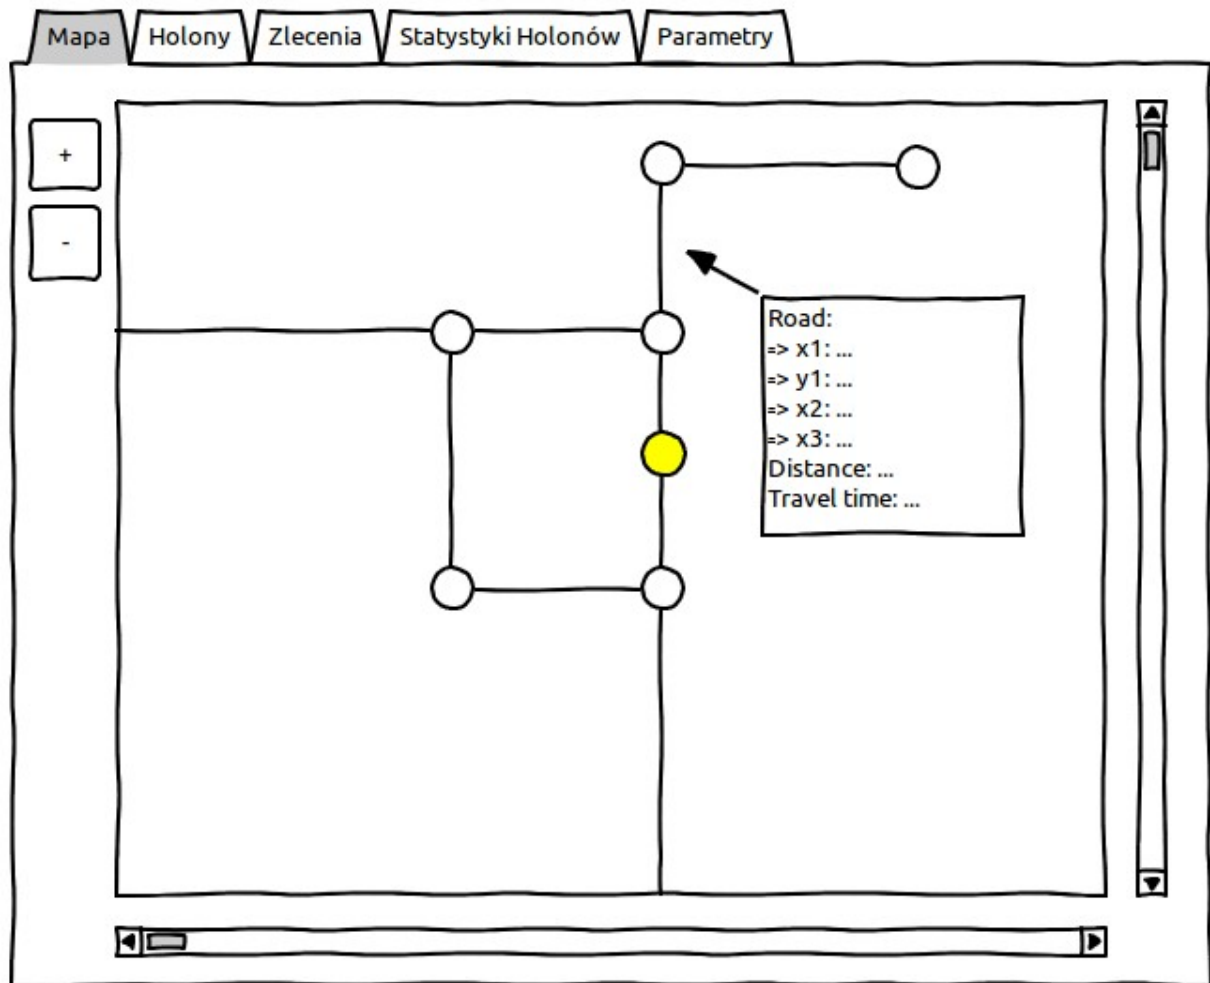 Mapa Holony Zlecenia Statystyki Holonów Parametry
+
-
Road:
=> x1: ...
=> y1: ...
=> x2: ...
=> x3: ...
Distance: ...
Travel time: ...